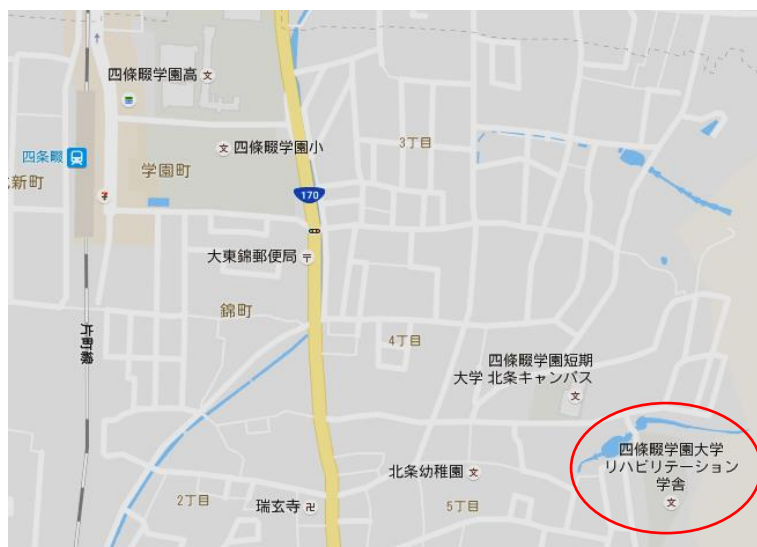 四條畷学園高
四条畷
北新町
学園町
四條畷学園小
3丁目
170
大東錦郵便局
錦町
片町線
4丁目
四條畷学園短期
大学 北条キャンパス
四條畷学園大学
リハビリテーション
学舎
北条幼稚園
2丁目
瑞玄寺
5丁目